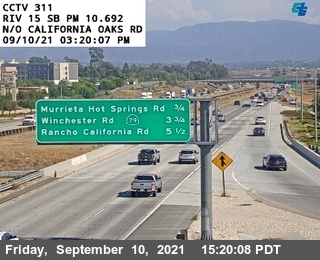 CCTV 311
RIV 15 SB PM 10.692
N/O CALIFORNIA OAKS RD
09/10/21 03:20:07 PM
Murrieta Hot Springs Rd 3/4
Winchester Rd 79 3 3/4
Rancho California Rd 5 1/2
Friday, September 10, 2021 15:20:08 PDT